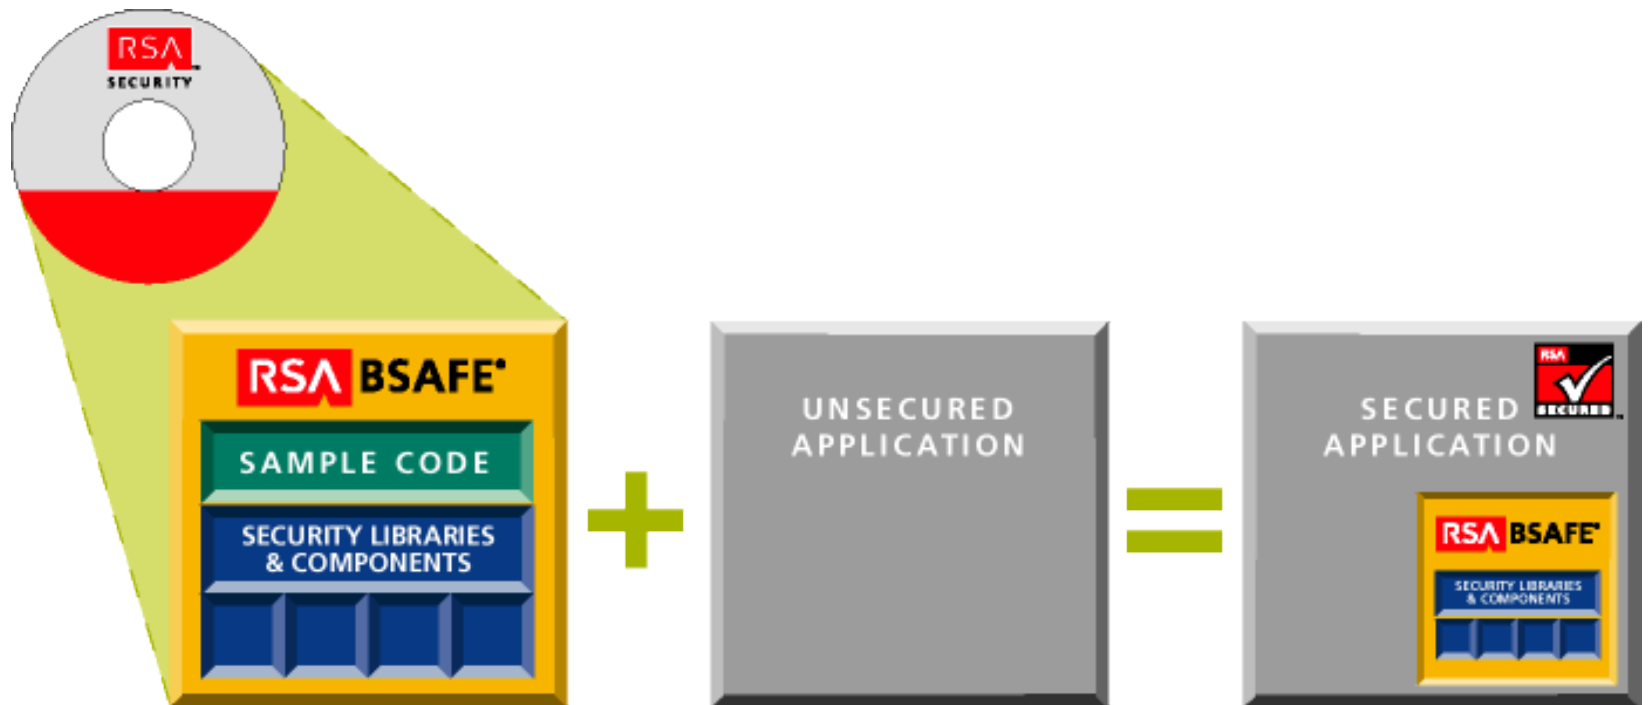 RSA
SECURITY
RSA BSAFE
SAMPLE CODE
SECURITY LIBRARIES
& COMPONENTS
+
UNSECURED
APPLICATION
=
SECURED
APPLICATION
RSA
SECURED
RSA BSAFE
SECURITY LIBRARIES
& COMPONENTS